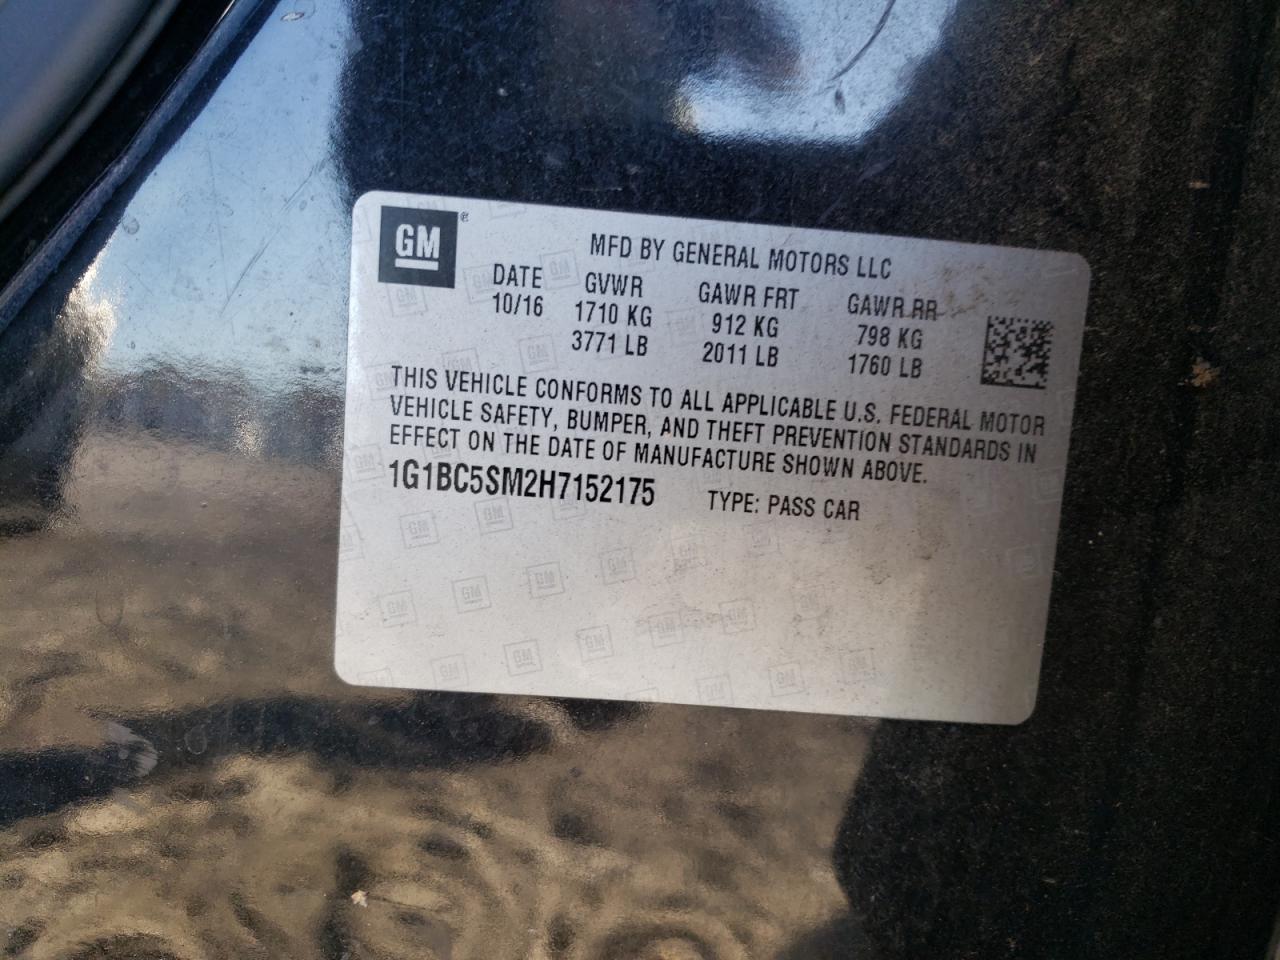 GM ®
MFD BY GENERAL MOTORS LLC
DATE GVWR GAWR FRT GAWR RR
10/16 1710 KG 912 KG 798 KG
3771 LB 2011 LB 1760 LB
THIS VEHICLE CONFORMS TO ALL APPLICABLE U.S. FEDERAL MOTOR
VEHICLE SAFETY, BUMPER, AND THEFT PREVENTION STANDARDS IN
EFFECT ON THE DATE OF MANUFACTURE SHOWN ABOVE.
1G1BC5SM2H7152175 TYPE: PASS CAR